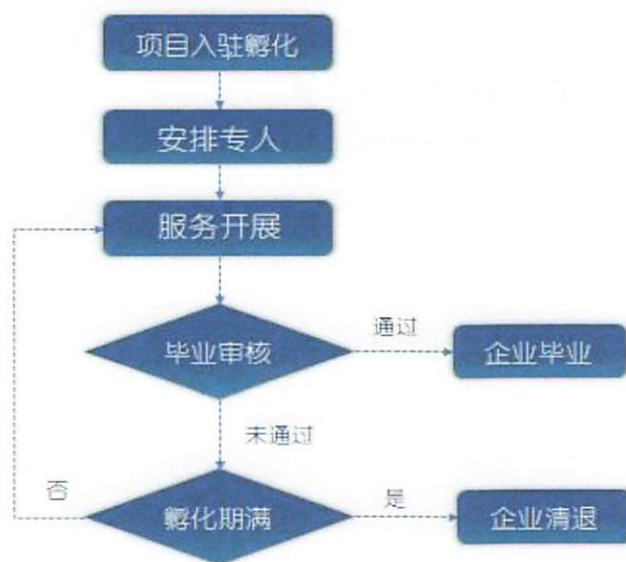 项目入驻孵化
安排专人
服务开展
毕业审核
通过
企业毕业
未通过
否
孵化期满
是
企业清退